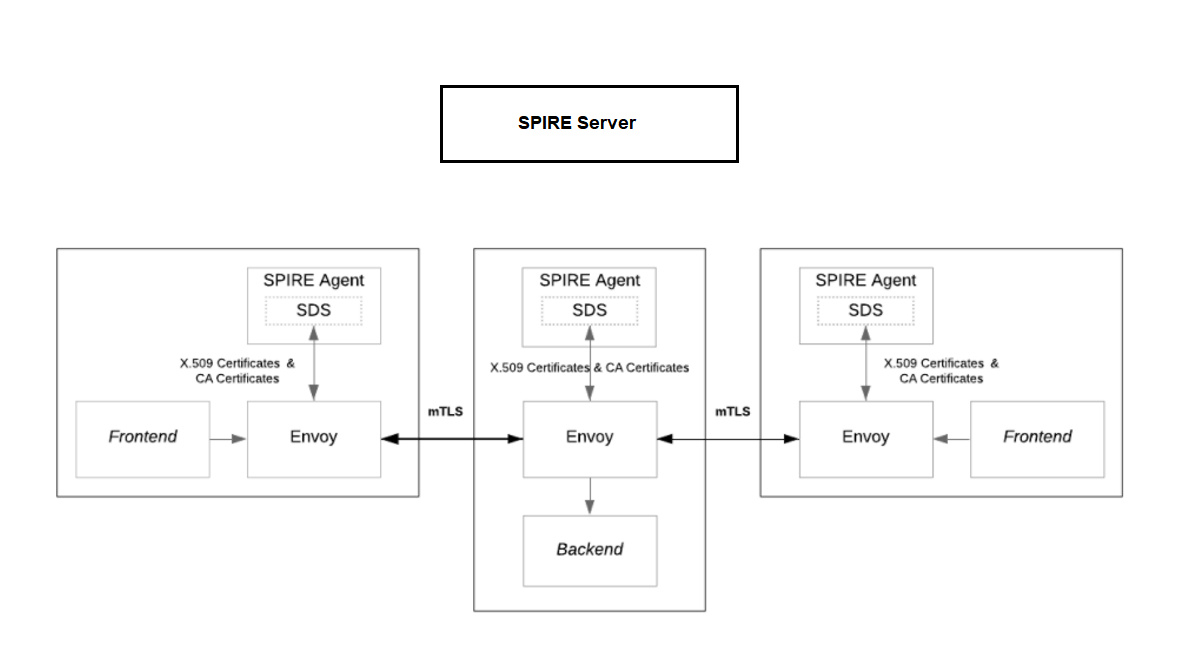 SPIRE Server
SPIRE Agent
SDS
X.509 Certificates &
CA Certificates
Frontend
Envoy
mTLS
SPIRE Agent
SDS
X.509 Certificates & CA Certificates
Envoy
Backend
mTLS
SPIRE Agent
SDS
X.509 Certificates &
CA Certificates
Envoy
Frontend